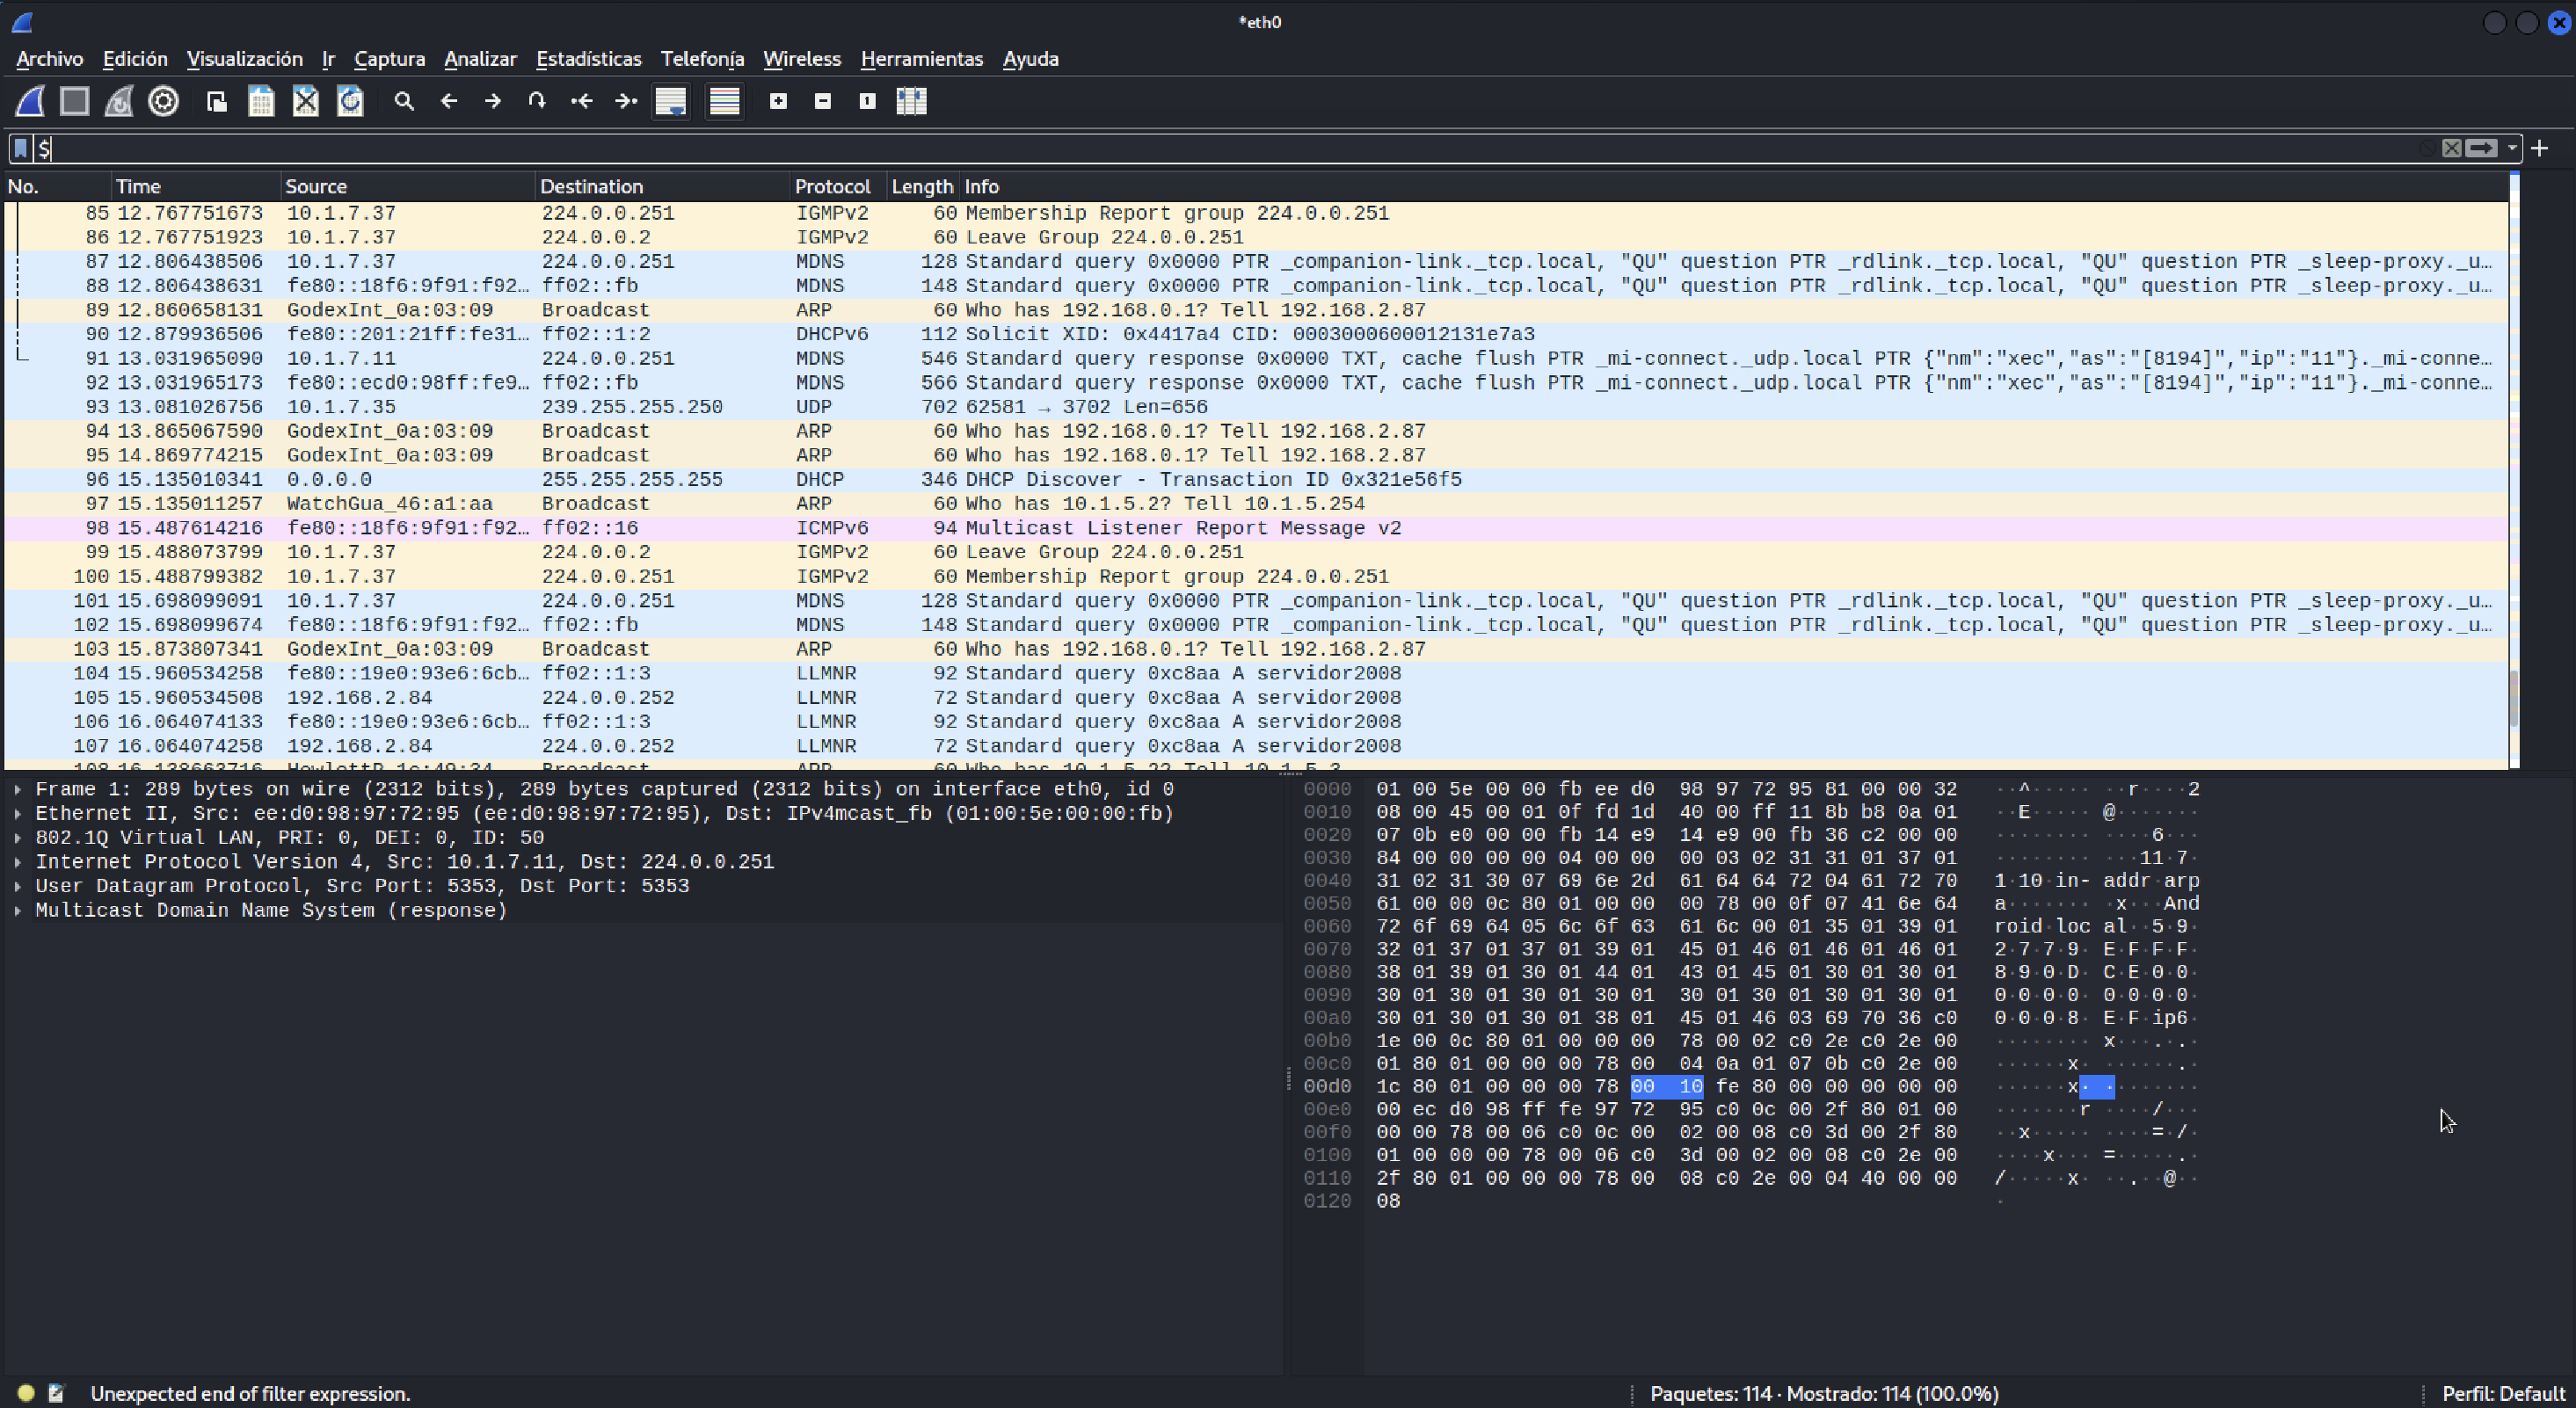 *eth0
Archivo Edición Visualización Ir Captura Analizar Estadísticas Telefonía Wireless Herramientas Ayuda
$
No. Time Source Destination Protocol Length Info
85 12.767751673 10.1.7.37 224.0.0.251 IGMPv2 60 Membership Report group 224.0.0.251
86 12.767751923 10.1.7.37 224.0.0.2 IGMPv2 60 Leave Group 224.0.0.251
87 12.806438506 10.1.7.37 224.0.0.251 MDNS 128 Standard query 0x0000 PTR _companion-link._tcp.local, "QU" question PTR _rdlink._tcp.local, "QU" question PTR _sleep-proxy._u…
88 12.806438631 fe80::18f6:9f91:f92… ff02::fb MDNS 148 Standard query 0x0000 PTR _companion-link._tcp.local, "QU" question PTR _rdlink._tcp.local, "QU" question PTR _sleep-proxy._u…
89 12.860658131 GodexInt_0a:03:09 Broadcast ARP 60 Who has 192.168.0.1? Tell 192.168.2.87
90 12.879936506 fe80::201:21ff:fe31… ff02::1:2 DHCPv6 112 Solicit XID: 0x4417a4 CID: 0003000600012131e7a3
91 13.031965090 10.1.7.11 224.0.0.251 MDNS 546 Standard query response 0x0000 TXT, cache flush PTR _mi-connect._udp.local PTR {"nm":"xec","as":"[8194]","ip":"11"}._mi-conne…
92 13.031965173 fe80::ecd0:98ff:fe9… ff02::fb MDNS 566 Standard query response 0x0000 TXT, cache flush PTR _mi-connect._udp.local PTR {"nm":"xec","as":"[8194]","ip":"11"}._mi-conne…
93 13.081026756 10.1.7.35 239.255.255.250 UDP 702 62581 → 3702 Len=656
94 13.865067590 GodexInt_0a:03:09 Broadcast ARP 60 Who has 192.168.0.1? Tell 192.168.2.87
95 14.869774215 GodexInt_0a:03:09 Broadcast ARP 60 Who has 192.168.0.1? Tell 192.168.2.87
96 15.135010341 0.0.0.0 255.255.255.255 DHCP 346 DHCP Discover - Transaction ID 0x321e56f5
97 15.135011257 WatchGua_46:a1:aa Broadcast ARP 60 Who has 10.1.5.2? Tell 10.1.5.254
98 15.487614216 fe80::18f6:9f91:f92… ff02::16 ICMPv6 94 Multicast Listener Report Message v2
99 15.488073799 10.1.7.37 224.0.0.2 IGMPv2 60 Leave Group 224.0.0.251
100 15.488799382 10.1.7.37 224.0.0.251 IGMPv2 60 Membership Report group 224.0.0.251
101 15.698099091 10.1.7.37 224.0.0.251 MDNS 128 Standard query 0x0000 PTR _companion-link._tcp.local, "QU" question PTR _rdlink._tcp.local, "QU" question PTR _sleep-proxy._u…
102 15.698099674 fe80::18f6:9f91:f92… ff02::fb MDNS 148 Standard query 0x0000 PTR _companion-link._tcp.local, "QU" question PTR _rdlink._tcp.local, "QU" question PTR _sleep-proxy._u…
103 15.873807341 GodexInt_0a:03:09 Broadcast ARP 60 Who has 192.168.0.1? Tell 192.168.2.87
104 15.960534258 fe80::19e0:93e6:6cb… ff02::1:3 LLMNR 92 Standard query 0xc8aa A servidor2008
105 15.960534508 192.168.2.84 224.0.0.252 LLMNR 72 Standard query 0xc8aa A servidor2008
106 16.064074133 fe80::19e0:93e6:6cb… ff02::1:3 LLMNR 92 Standard query 0xc8aa A servidor2008
107 16.064074258 192.168.2.84 224.0.0.252 LLMNR 72 Standard query 0xc8aa A servidor2008
Frame 1: 289 bytes on wire (2312 bits), 289 bytes captured (2312 bits) on interface eth0, id 0
Ethernet II, Src: ee:d0:98:97:72:95 (ee:d0:98:97:72:95), Dst: IPv4mcast_fb (01:00:5e:00:00:fb)
802.1Q Virtual LAN, PRI: 0, DEI: 0, ID: 50
Internet Protocol Version 4, Src: 10.1.7.11, Dst: 224.0.0.251
User Datagram Protocol, Src Port: 5353, Dst Port: 5353
Multicast Domain Name System (response)
0000 01 00 5e 00 00 fb ee d0 98 97 72 95 81 00 00 32 ··^····· ··r····2
0010 08 00 45 00 01 0f fd 1d 40 00 ff 11 8b b8 0a 01 ··E····· @·······
0020 07 0b e0 00 00 fb 14 e9 14 e9 00 fb 36 c2 00 00 ········ ····6···
0030 84 00 00 00 00 04 00 00 00 03 02 31 31 01 37 01 ········ ···11·7·
0040 31 02 31 30 07 69 6e 2d 61 64 64 72 04 61 72 70 1·10·in- addr·arp
0050 61 00 00 0c 80 01 00 00 00 78 00 0f 07 41 6e 64 a······· ·x···And
0060 72 6f 69 64 05 6c 6f 63 61 6c 00 01 35 01 39 01 roid·loc al··5·9·
0070 32 01 37 01 37 01 39 01 45 01 46 01 46 01 46 01 2·7·7·9· E·F·F·F·
0080 38 01 39 01 30 01 44 01 43 01 45 01 30 01 30 01 8·9·0·D· C·E·0·0·
0090 30 01 30 01 30 01 30 01 30 01 30 01 30 01 30 01 0·0·0·0· 0·0·0·0·
00a0 30 01 30 01 30 01 38 01 45 01 46 03 69 70 36 c0 0·0·0·8· E·F·ip6·
00b0 1e 00 0c 80 01 00 00 00 78 00 02 c0 2e c0 2e 00 ········ x···.·.·
00c0 01 80 01 00 00 00 78 00 04 0a 01 07 0b c0 2e 00 ······x· ······.·
00d0 1c 80 01 00 00 00 78 00 10 fe 80 00 00 00 00 00 ······x· ········
00e0 00 ec d0 98 ff fe 97 72 95 c0 0c 00 2f 80 01 00 ·······r ····/···
00f0 00 00 78 00 06 c0 0c 00 02 00 08 c0 3d 00 2f 80 ··x····· ····=·/·
0100 01 00 00 00 78 00 06 c0 3d 00 02 00 08 c0 2e 00 ····x··· =·····.·
0110 2f 80 01 00 00 00 78 00 08 c0 2e 00 04 40 00 00 /·····x· ··.··@··
0120 08 ·
Unexpected end of filter expression.
Paquetes: 114 · Mostrado: 114 (100.0%)
Perfil: Default